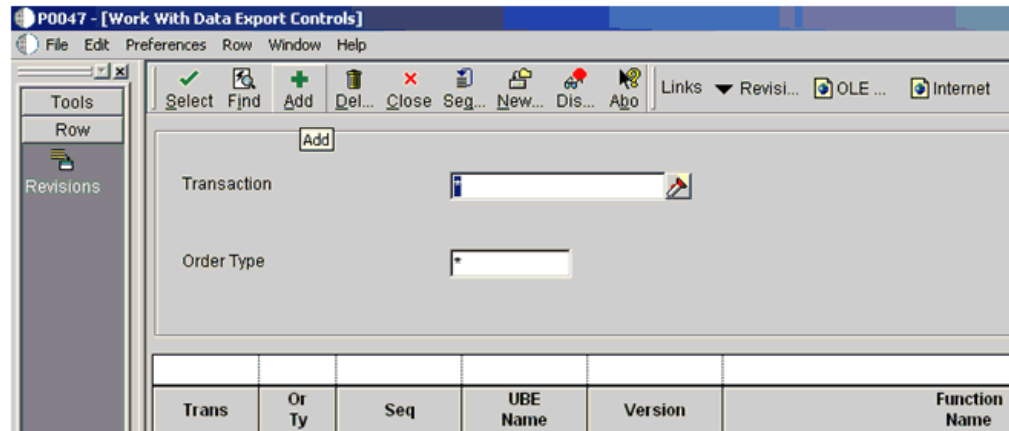 P0047 - [Work With Data Export Controls]
File Edit Preferences Row Window Help
Tools
Row
Revisions
Select Find Add Del... Close Seq... New... Dis... Abo Links Revisi... OLE ... Internet
Add
Transaction *
Order Type *
Trans Or Ty Seq UBE Name Version Function Name